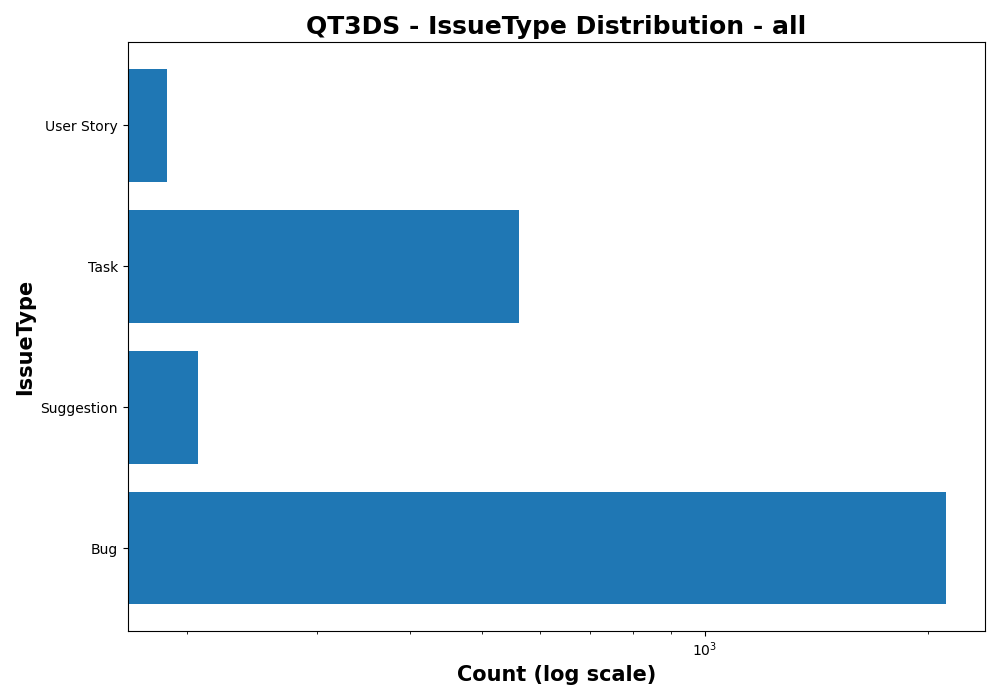 QT3DS - IssueType Distribution - all
IssueType
User Story
Task
Suggestion
Bug
10³
Count (log scale)